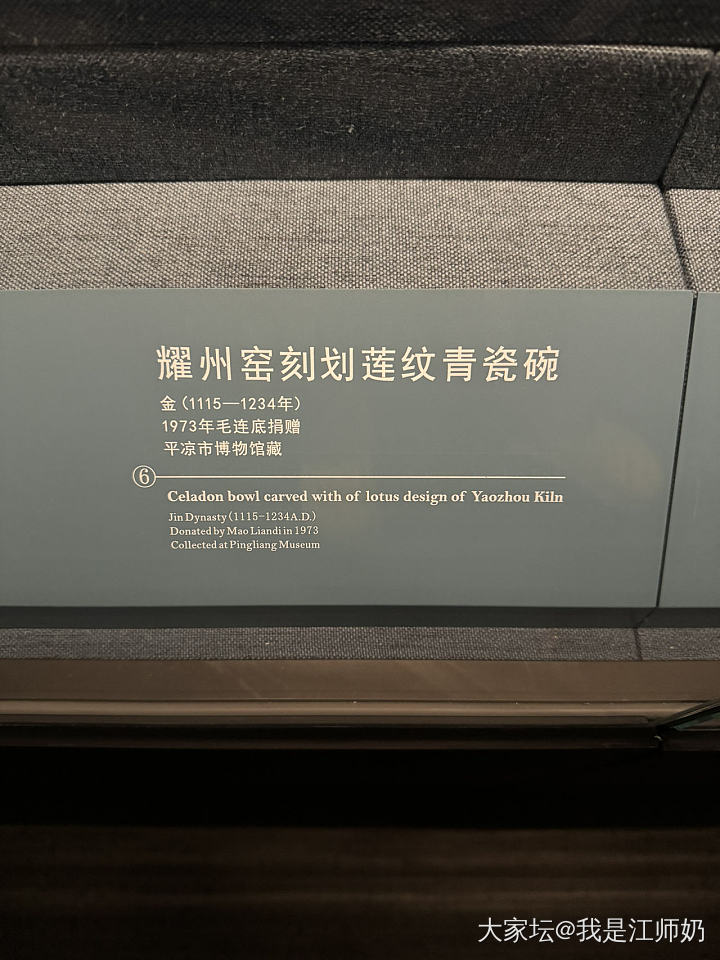 耀州窑刻划莲纹青瓷碗
金(1115—1234年)
1973年毛连底捐赠
平凉市博物馆藏
⑥
Celadon bowl carved with of lotus design of Yaozhou Kiln
Jin Dynasty(1115-1234A.D.)
Donated by Mao Liandi in 1973
Collected at Pingliang Museum
大家坛@我是江师奶